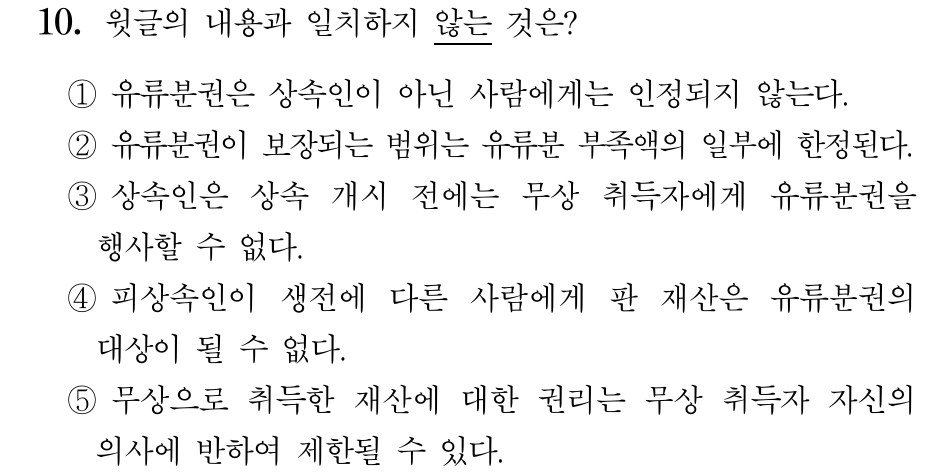 10. 윗글의 내용과 일치하지 않는 것은?
① 유류분권은 상속인이 아닌 사람에게는 인정되지 않는다.
② 유류분권이 보장되는 범위는 유류분 부족액의 일부에 한정된다.
③ 상속인은 상속 개시 전에는 무상 취득자에게 유류분권을
행사할 수 없다.
④ 피상속인이 생전에 다른 사람에게 판 재산은 유류분권의
대상이 될 수 없다.
⑤ 무상으로 취득한 재산에 대한 권리는 무상 취득자 자신의
의사에 반하여 제한될 수 있다.